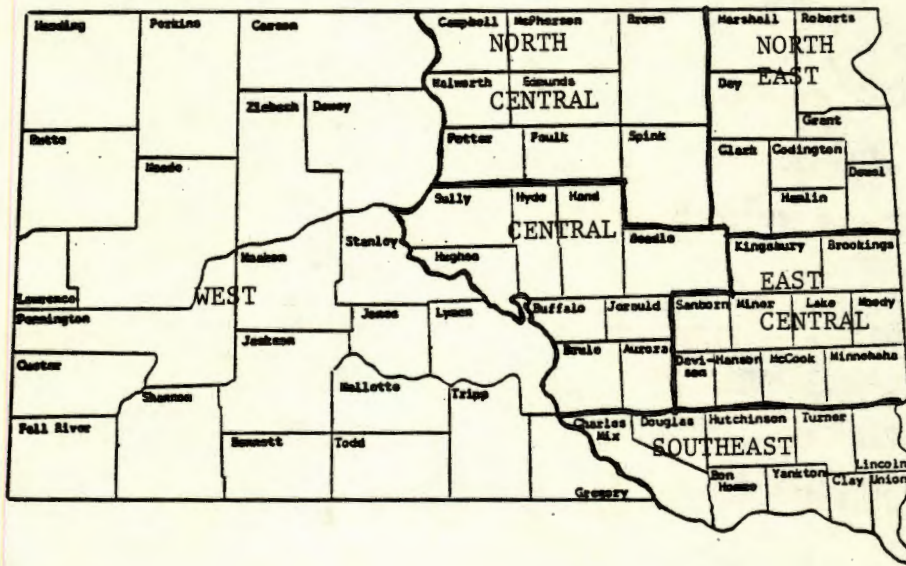 Harding Perkins Corson Campbell McPherson Brown Marshall Roberts
NORTH NORTH
Walworth Edmunds Day EAST
Ziebach Dewey CENTRAL
Butte Potter Faulk Spink Grant
Meade Clark Codington
Deuel
Sully Hyde Hand Hamlin
CENTRAL
Haakon Stanley Hughes Beadle Kingsbury Brookings
EAST
Lawrence WEST
Pennington Jones Lyman Buffalo Jerauld Sanborn Miner Lake Moody
CENTRAL
Jackson Brule Aurora Davi-
son Hanson McCook Minnehaha
Custer Mellette
Shannon Tripp
Fall River Charles
Mix Douglas Hutchinson Turner
Bennett Todd SOUTHEAST
Lincoln
Bon
Homme Yankton Clay Union
Gregory